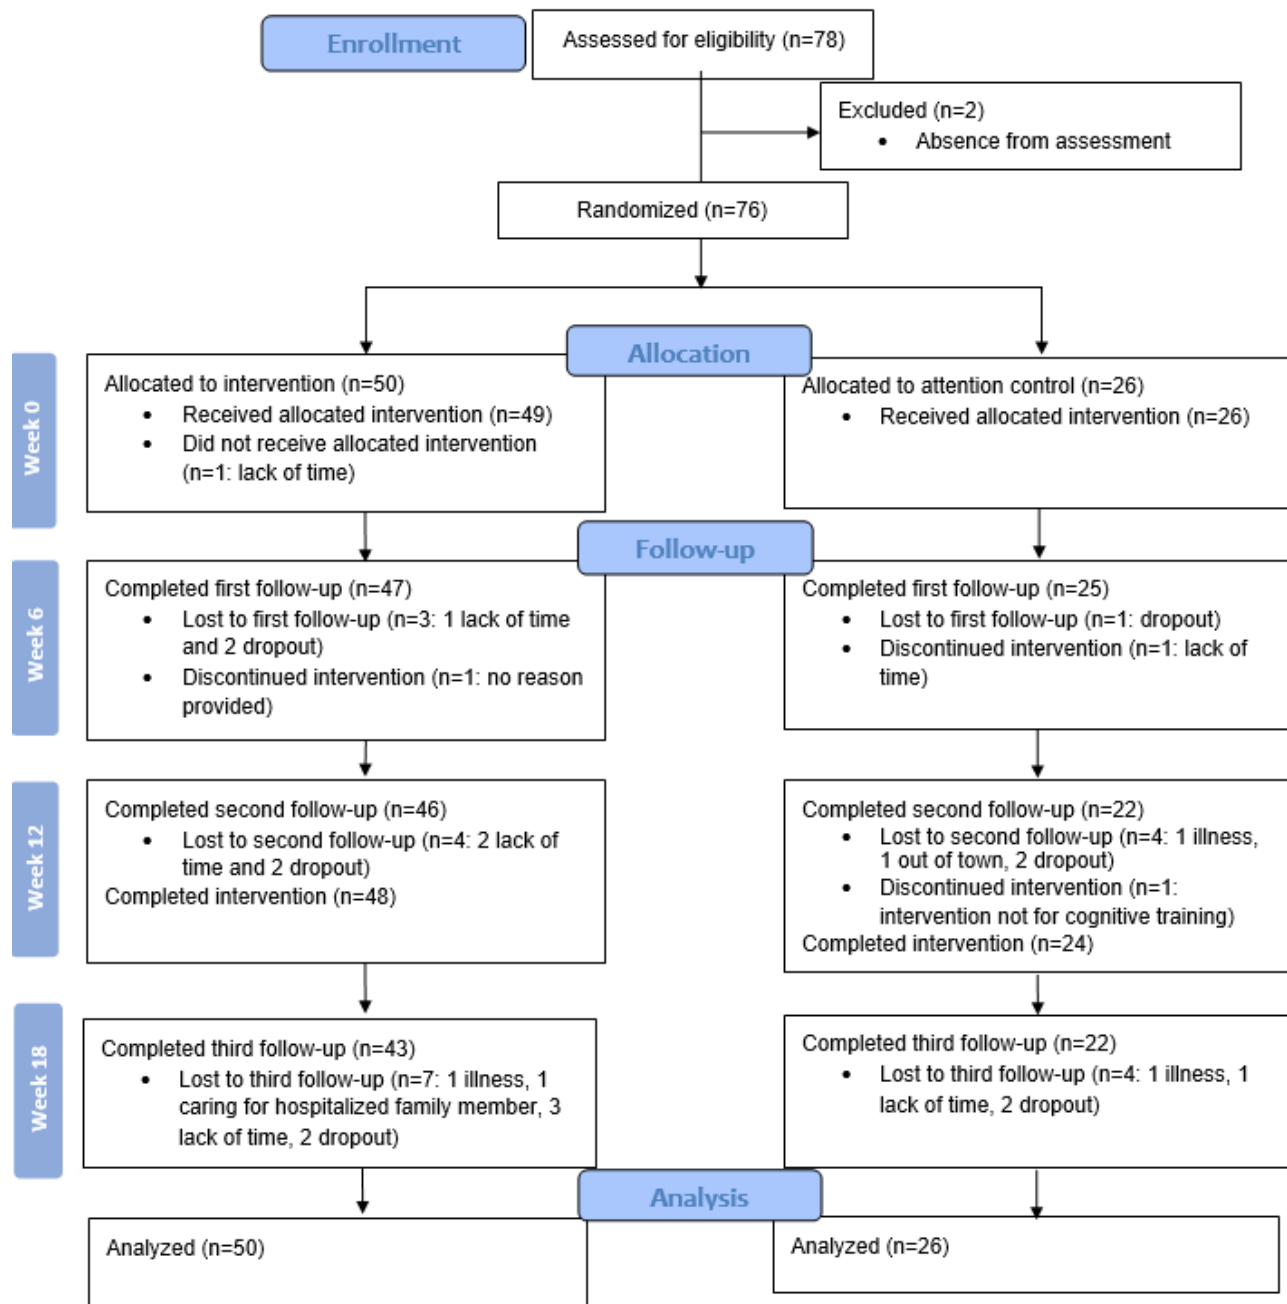 Enrollment
Assessed for eligibility (n=78)
Excluded (n=2)
• Absence from assessment
Randomized (n=76)
Allocation
Week 0
Allocated to intervention (n=50)
• Received allocated intervention (n=49)
• Did not receive allocated intervention
(n=1: lack of time)
Allocated to attention control (n=26)
• Received allocated intervention (n=26)
Follow-up
Week 6
Completed first follow-up (n=47)
• Lost to first follow-up (n=3: 1 lack of time
and 2 dropout)
• Discontinued intervention (n=1: no reason
provided)
Completed first follow-up (n=25)
• Lost to first follow-up (n=1: dropout)
• Discontinued intervention (n=1: lack of
time)
Week 12
Completed second follow-up (n=46)
• Lost to second follow-up (n=4: 2 lack of
time and 2 dropout)
Completed intervention (n=48)
Completed second follow-up (n=22)
• Lost to second follow-up (n=4: 1 illness,
1 out of town, 2 dropout)
• Discontinued intervention (n=1:
intervention not for cognitive training)
Completed intervention (n=24)
Week 18
Completed third follow-up (n=43)
• Lost to third follow-up (n=7: 1 illness, 1
caring for hospitalized family member, 3
lack of time, 2 dropout)
Completed third follow-up (n=22)
• Lost to third follow-up (n=4: 1 illness, 1
lack of time, 2 dropout)
Analysis
Analyzed (n=50)
Analyzed (n=26)